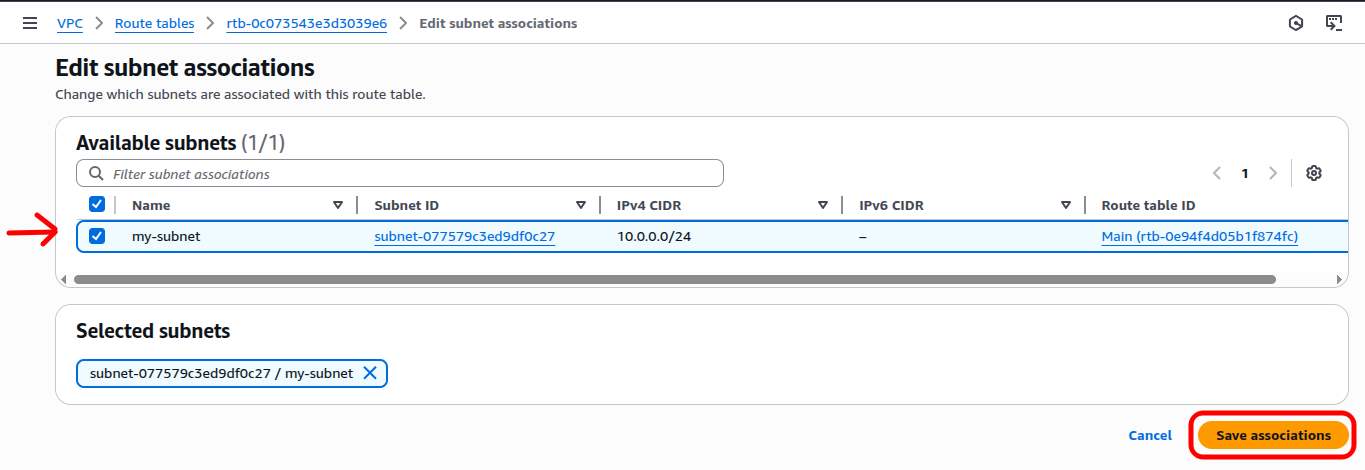 VPC > Route tables > rtb-0c073543e3d3039e6 > Edit subnet associations
Edit subnet associations
Change which subnets are associated with this route table.
Available subnets (1/1)
Filter subnet associations
1
Name Subnet ID IPv4 CIDR IPv6 CIDR Route table ID
my-subnet subnet-077579c3ed9df0c27 10.0.0.0/24 – Main (rtb-0e94f4d05b1f874fc)
Selected subnets
subnet-077579c3ed9df0c27 / my-subnet
Cancel Save associations